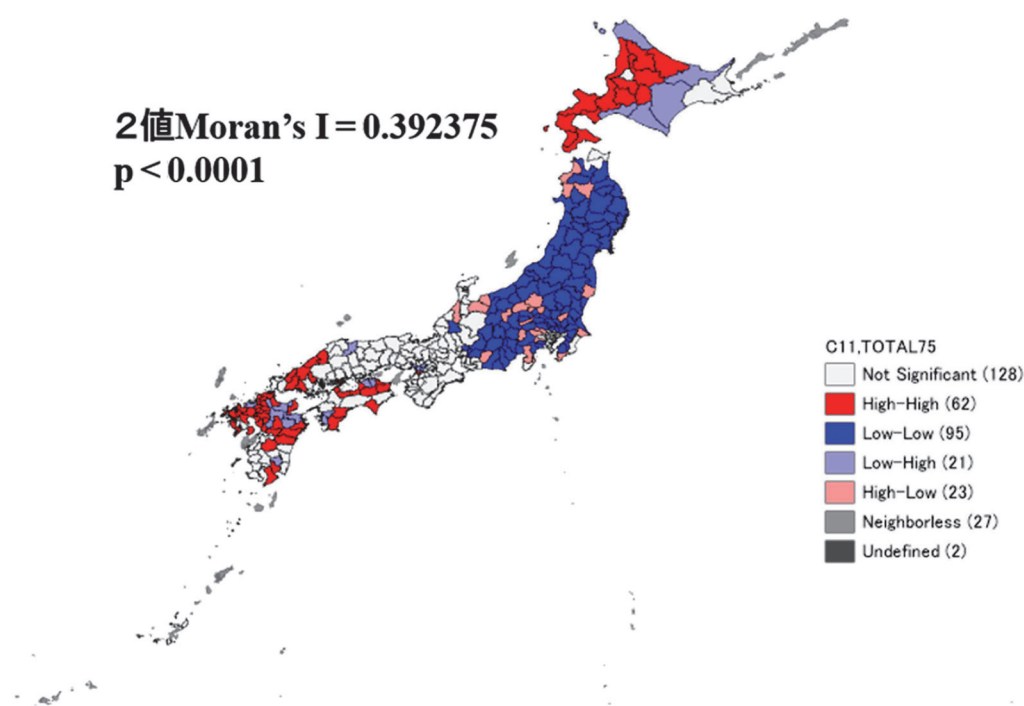 ２値Moran’s I = 0.392375
p < 0.0001
C11,TOTAL75
Not Significant (128)
High-High (62)
Low-Low (95)
Low-High (21)
High-Low (23)
Neighborless (27)
Undefined (2)